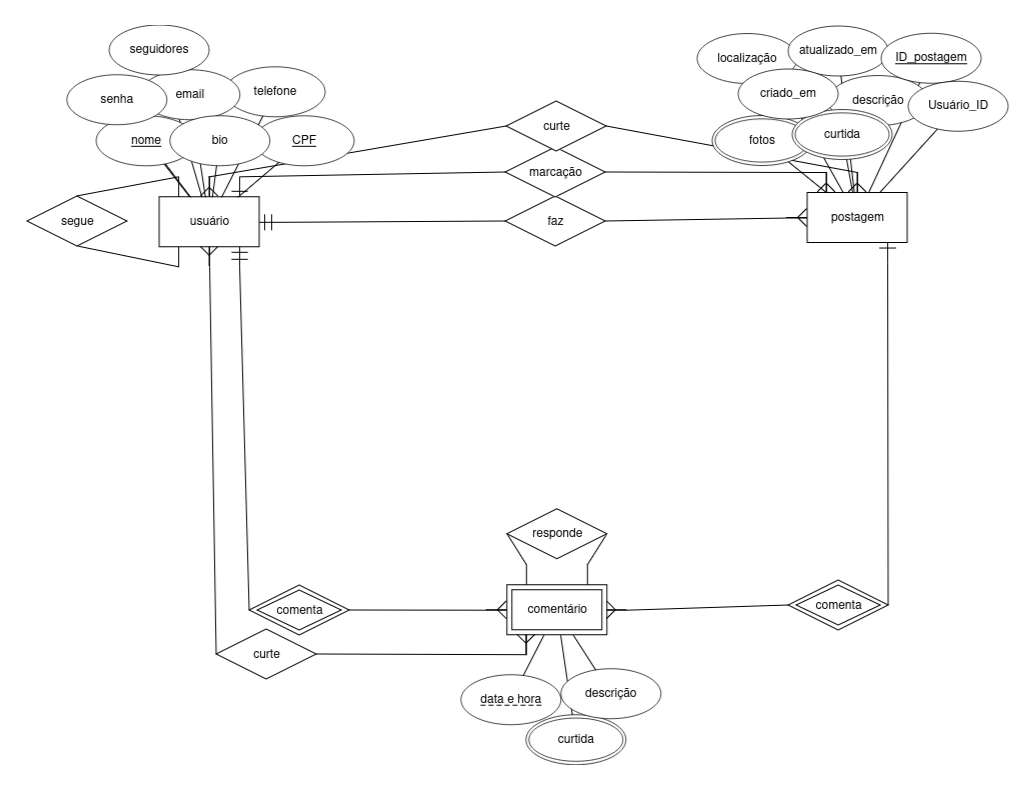 seguidores
senha
email
telefone
nome
bio
CPF
localização
atualizado_em
ID_postagem
criado_em
descrição
Usuário_ID
fotos
curtida
curte
marcação
segue
usuário
faz
postagem
responde
comenta
comentário
comenta
curte
data e hora
descrição
curtida